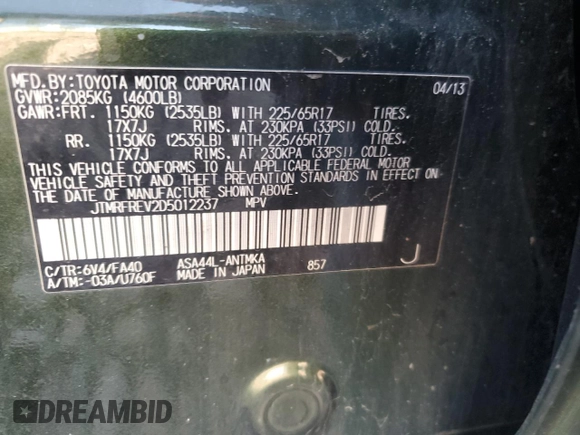 MFD.BY:TOYOTA MOTOR CORPORATION 04/13
GVWR:2085KG (4600LB)
GAWR:FRT. 1150KG (2535LB) WITH 225/65R17 TIRES.
17X7J RIMS. AT 230KPA (33PSI) COLD.
RR. 1150KG (2535LB) WITH 225/65R17 TIRES.
17X7J RIMS. AT 230KPA (33PSI) COLD.
THIS VEHICLE CONFORMS TO ALL APPLICABLE FEDERAL MOTOR
VEHICLE SAFETY AND THEFT PREVENTION STANDARDS IN EFFECT ON
THE DATE OF MANUFACTURE SHOWN ABOVE.
JTMRFREV2D5012237 MPV
C/TR:6V4/FA40 ASA44L-ANTMKA
A/TM:-03A/U760F MADE IN JAPAN 857 J
DREAMBID